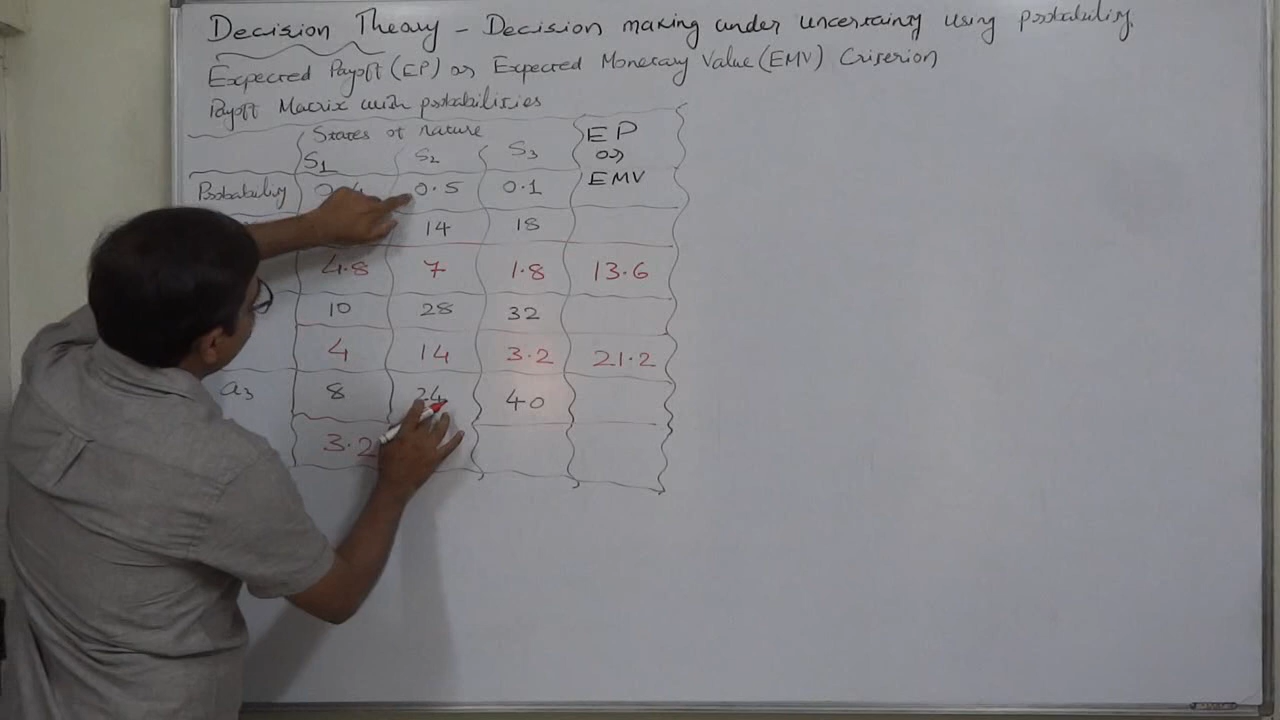 Decision Theory - Decision making under uncertainty using probability.
Expected Payoff (EP) or Expected Monetary Value (EMV) Criterion
Payoff Matrix with probabilities
States of nature EP
S1 S2 S3 or
Probability 0.5 0.1 EMV
14 18
4.8 7 1.8 13.6
10 28 32
4 14 3.2 21.2
a3 8 24 40
3.2